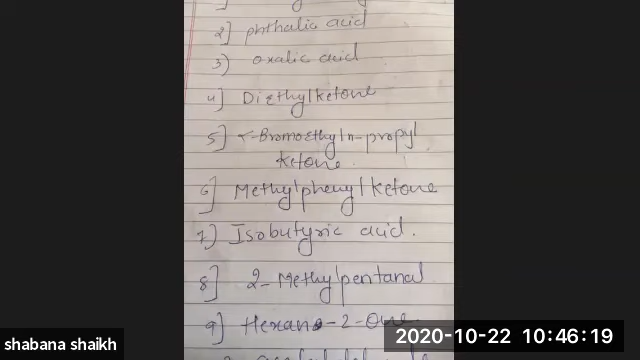 2] phthalic acid
3) oxalic acid
4] Diethylketone
5] α-Bromoethyl n-propyl
ketone.
6] Methylphenylketone
7) Isobutyric acid.
8] 2-Methylpentanal
9) Hexan-2-One.
shabana shaikh
2020-10-22 10:46:19